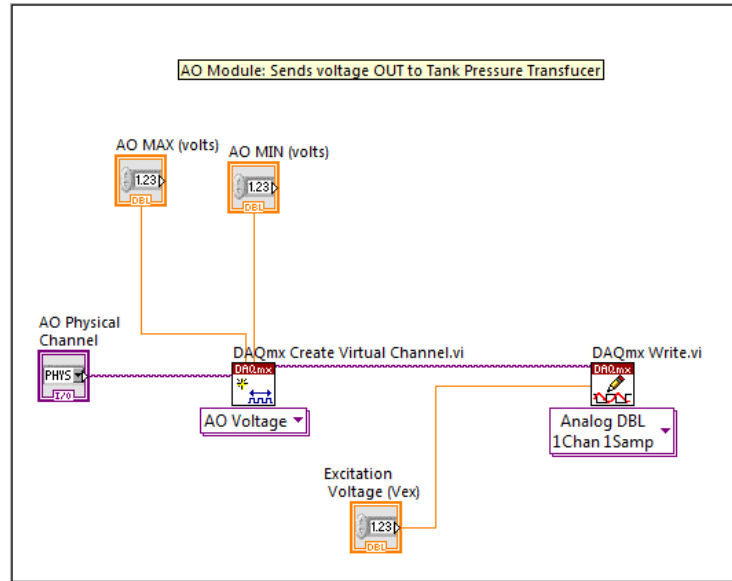 AO Module: Sends voltage OUT to Tank Pressure Transfucer
AO MAX (volts)
AO MIN (volts)
1.23
DBL
1.23
DBL
AO Physical
Channel
PHYS
I/O
DAQmx Create Virtual Channel.vi
DAQmx
AO Voltage
DAQmx Write.vi
DAQmx
Analog DBL
1Chan 1Samp
Excitation
Voltage (Vex)
1.23
DBL